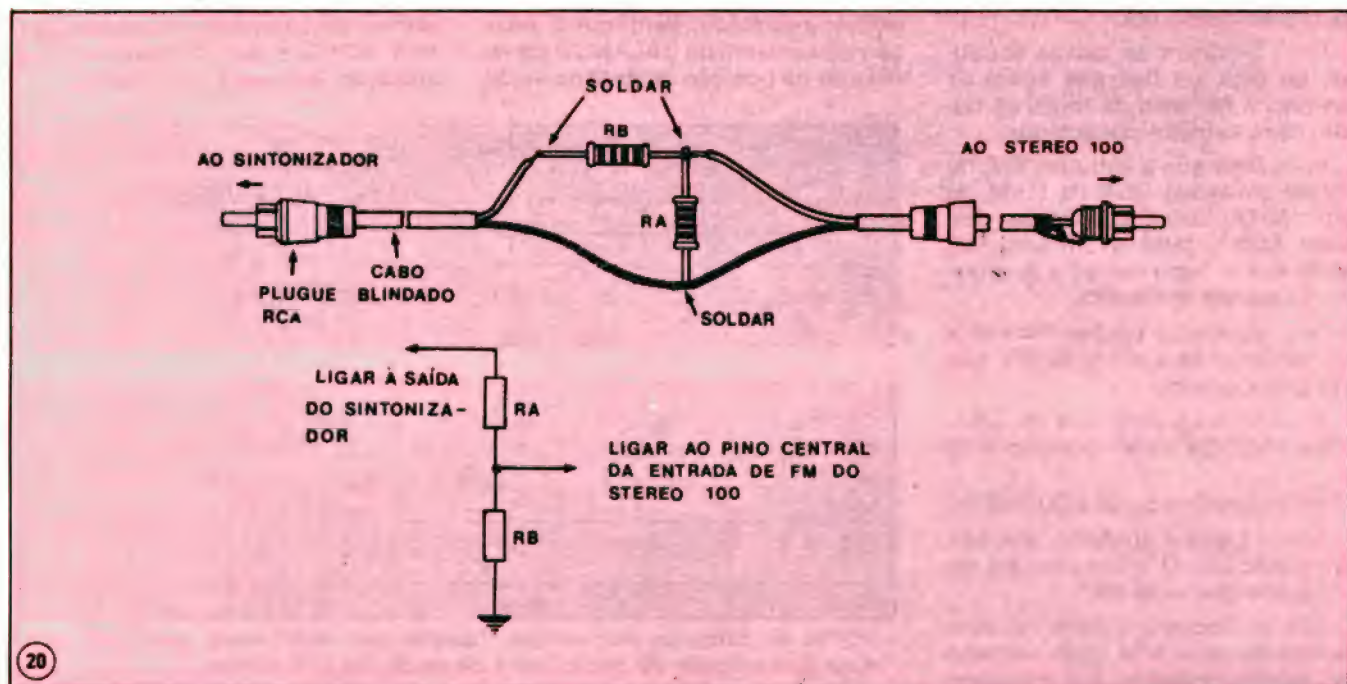 SOLDAR
RB
AO SINTONIZADOR
AO STEREO 100
RA
CABO
PLUGUE BLINDADO
RCA
SOLDAR
LIGAR À SAÍDA
DO SINTONIZA-
DOR
RA
LIGAR AO PINO CENTRAL
DA ENTRADA DE FM DO
STEREO 100
RB
20